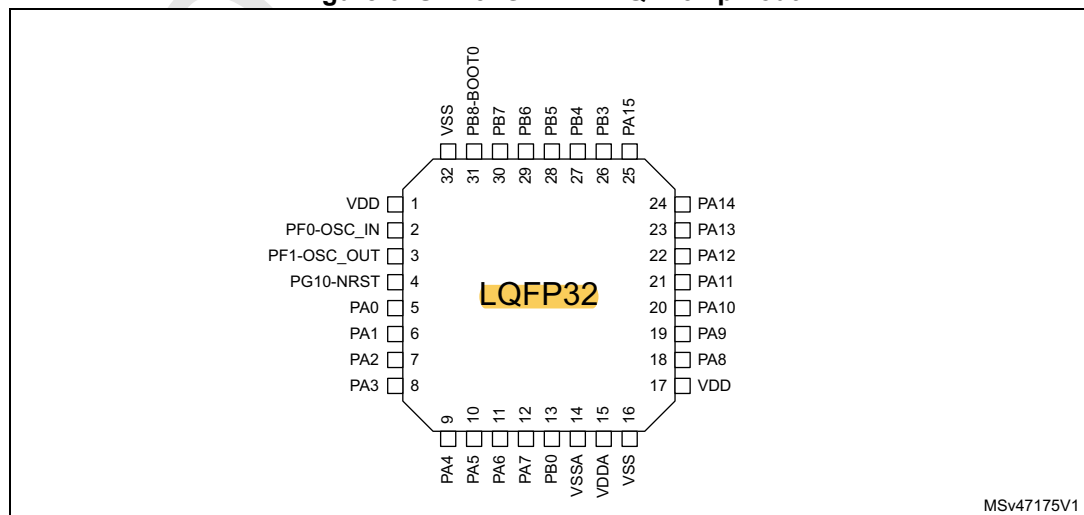 VSS
PB8-BOOT0
PB7
PB6
PB5
PB4
PB3
PA15
32
31
30
29
28
27
26
25
VDD 1
PF0-OSC_IN 2
PF1-OSC_OUT 3
PG10-NRST 4
PA0 5
PA1 6
PA2 7
PA3 8
LQFP32
24 PA14
23 PA13
22 PA12
21 PA11
20 PA10
19 PA9
18 PA8
17 VDD
9
10
11
12
13
14
15
16
PA4
PA5
PA6
PA7
PB0
VSSA
VDDA
VSS
MSv47175V1